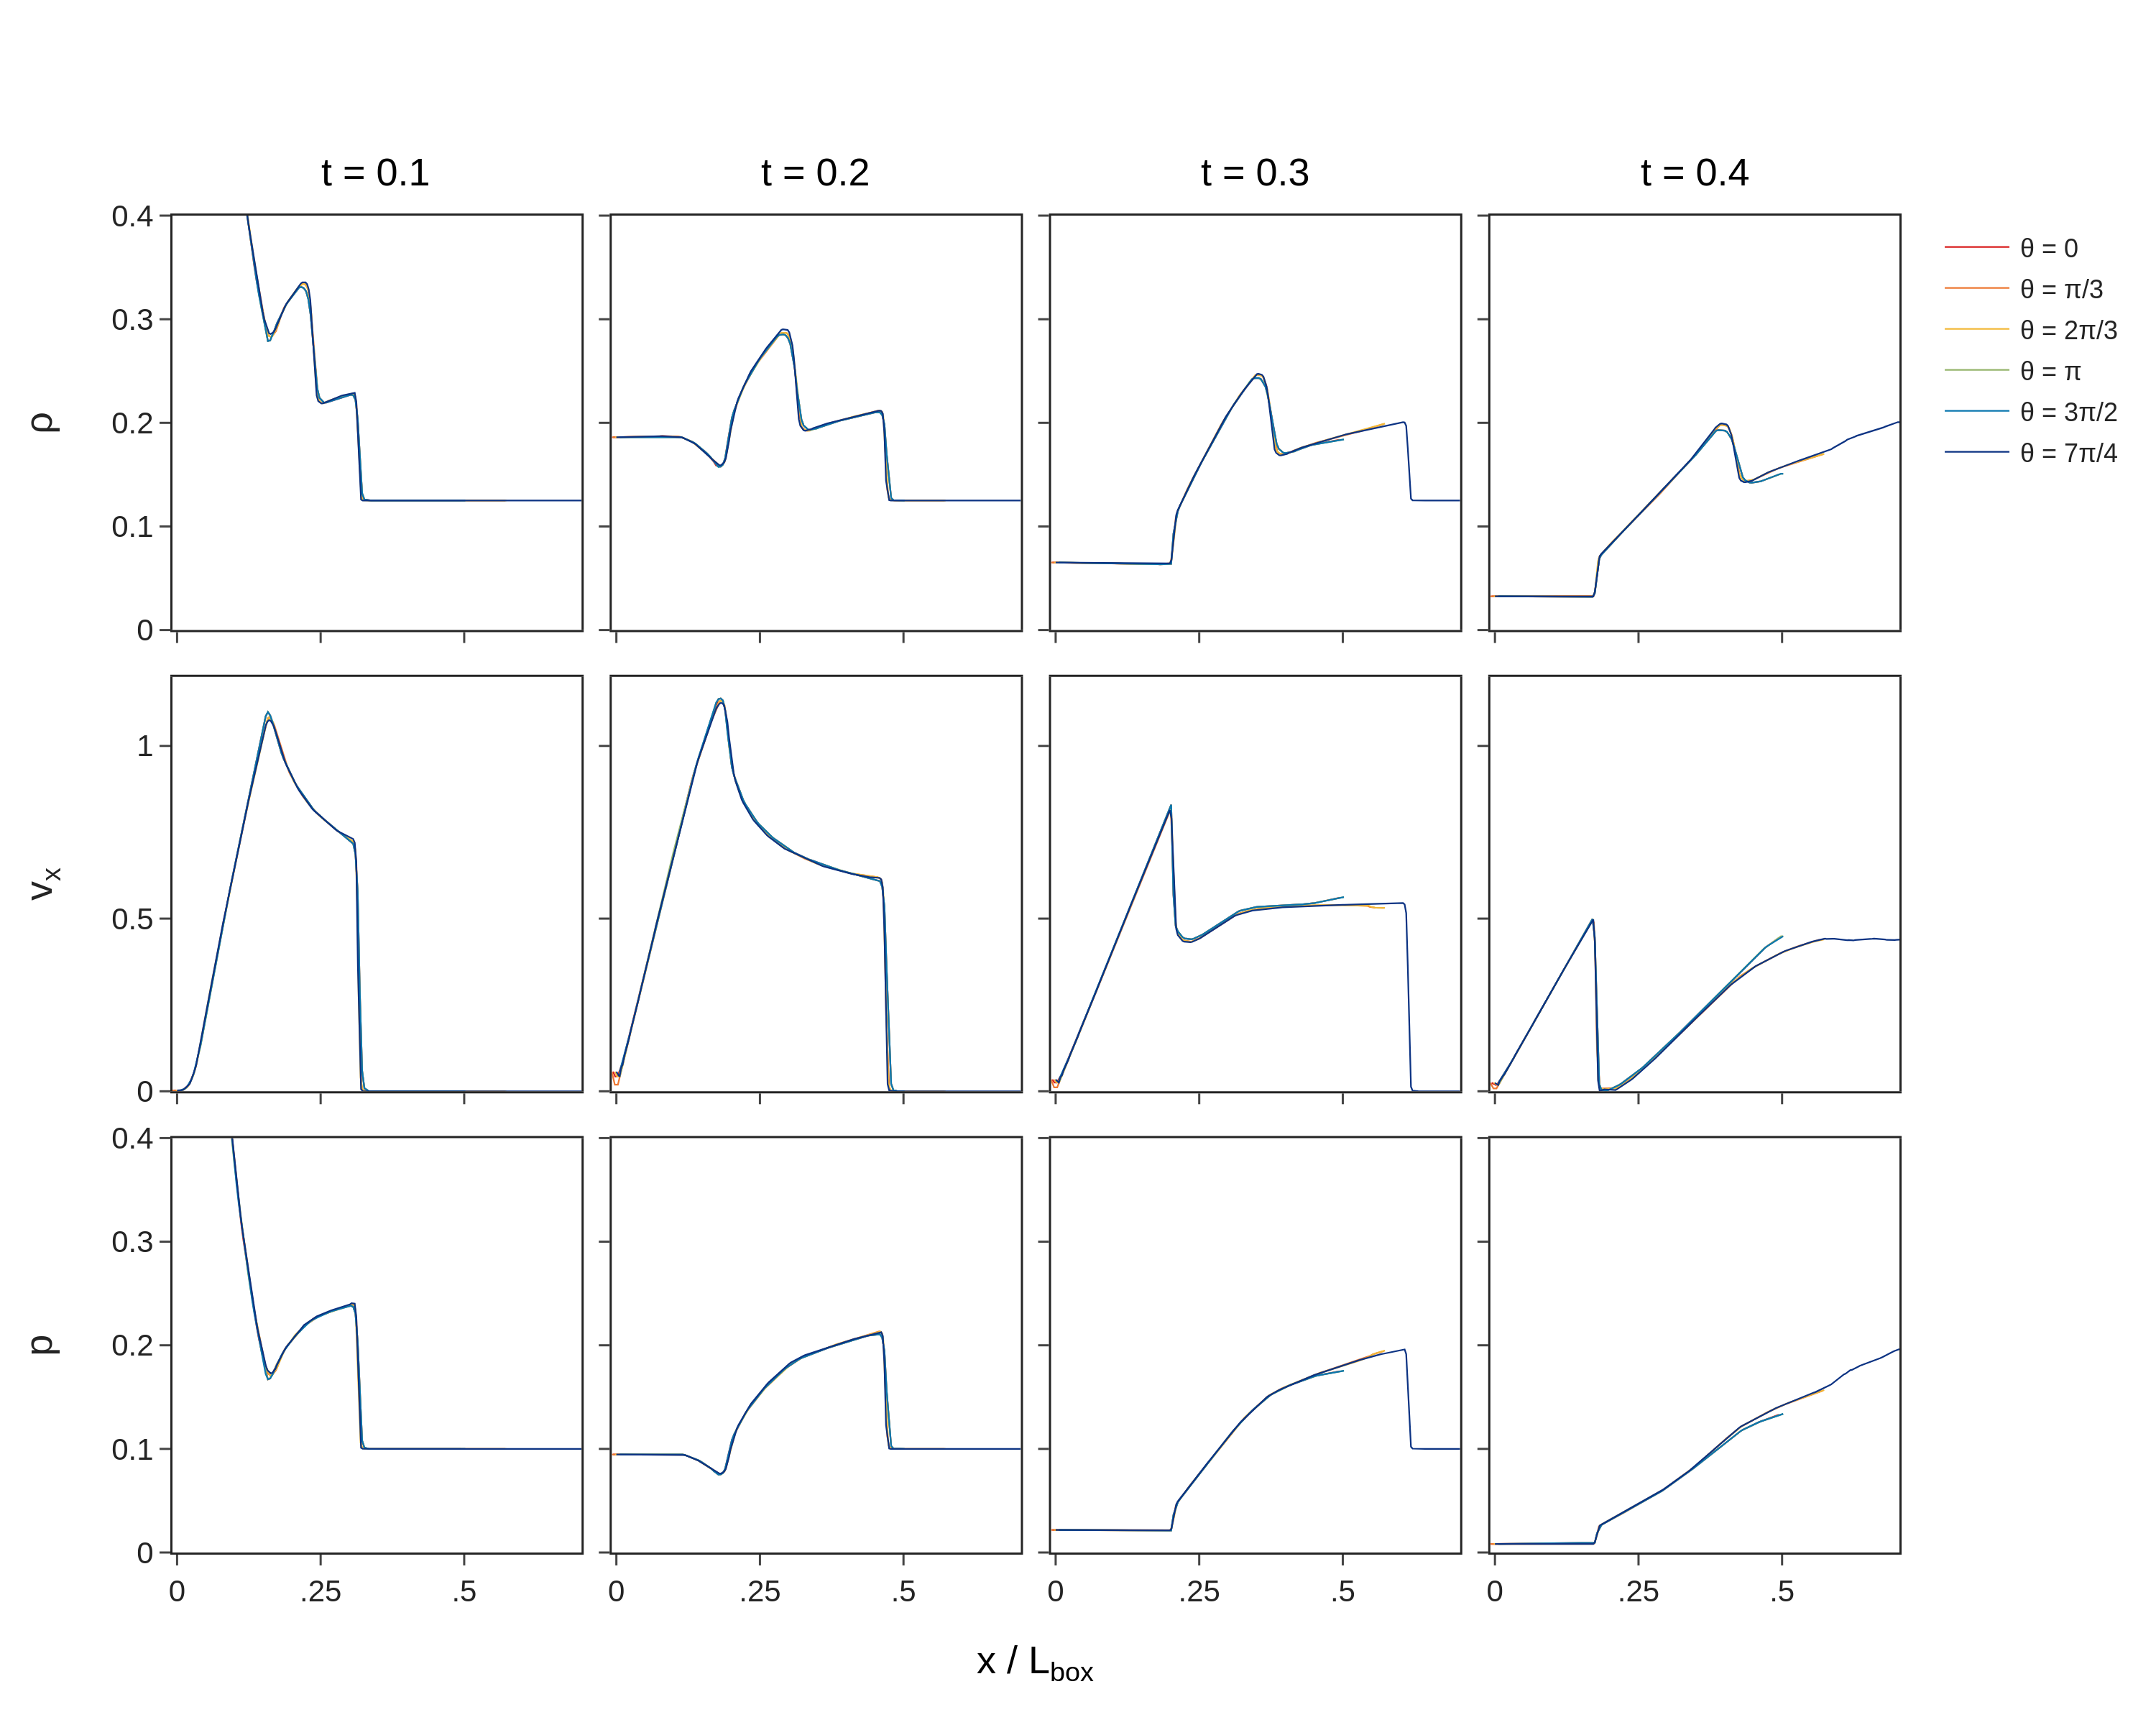 t = 0.1 t = 0.2 t = 0.3 t = 0.4
0.4
0.3
0.2
0.1
0
ρ
θ = 0
θ = π/3
θ = 2π/3
θ = π
θ = 3π/2
θ = 7π/4
1
0.5
0
vx
0.4
0.3
0.2
0.1
0
p
0 .25 .5 0 .25 .5 0 .25 .5 0 .25 .5
x / Lbox